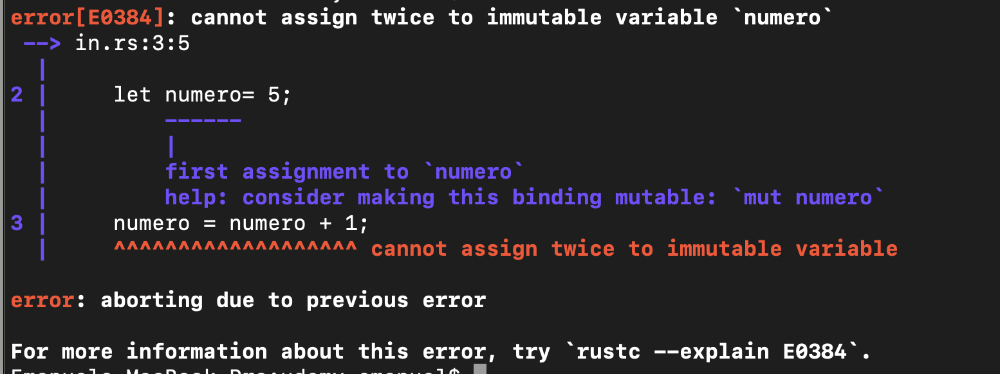 error[E0384]: cannot assign twice to immutable variable `numero`
 --> in.rs:3:5
  |
2 |     let numero= 5;
  |         ------
  |         |
  |         first assignment to `numero`
  |         help: consider making this binding mutable: `mut numero`
3 |     numero = numero + 1;
  |     ^^^^^^^^^^^^^^^^^^^ cannot assign twice to immutable variable
error: aborting due to previous error
For more information about this error, try `rustc --explain E0384`.